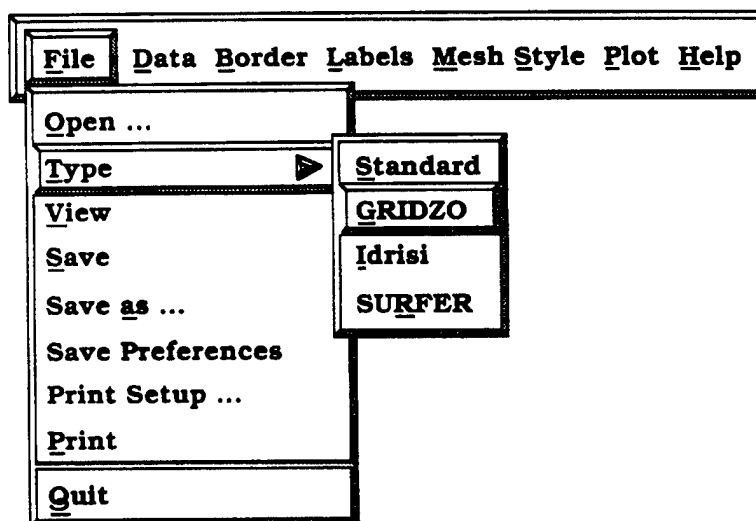 File Data Border Labels Mesh Style Plot Help
Open ...
Type
View
Save
Save as ...
Save Preferences
Print Setup ...
Print
Quit
Standard
GRIDZO
Idrisi
SURFER